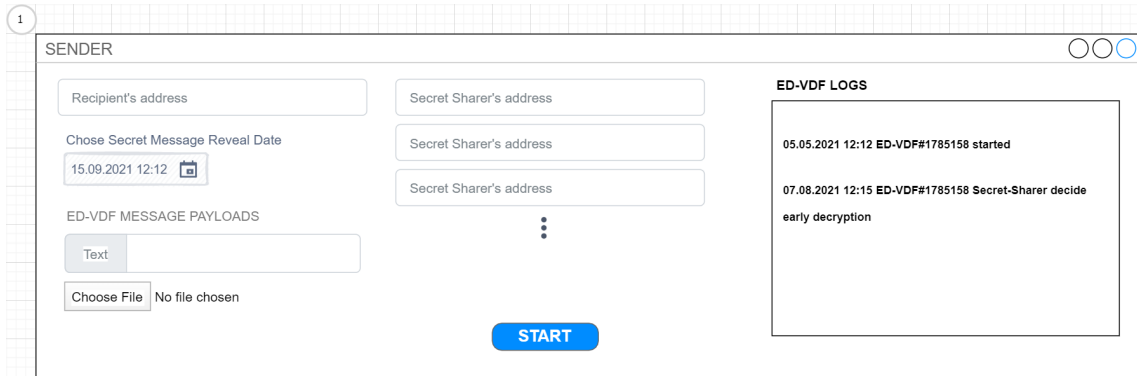 1
SENDER
Recipient's address
Chose Secret Message Reveal Date
15.09.2021 12:12
ED-VDF MESSAGE PAYLOADS
Text
Choose File No file chosen
Secret Sharer's address
Secret Sharer's address
Secret Sharer's address
START
ED-VDF LOGS
05.05.2021 12:12 ED-VDF#1785158 started
07.08.2021 12:15 ED-VDF#1785158 Secret-Sharer decide
early decryption